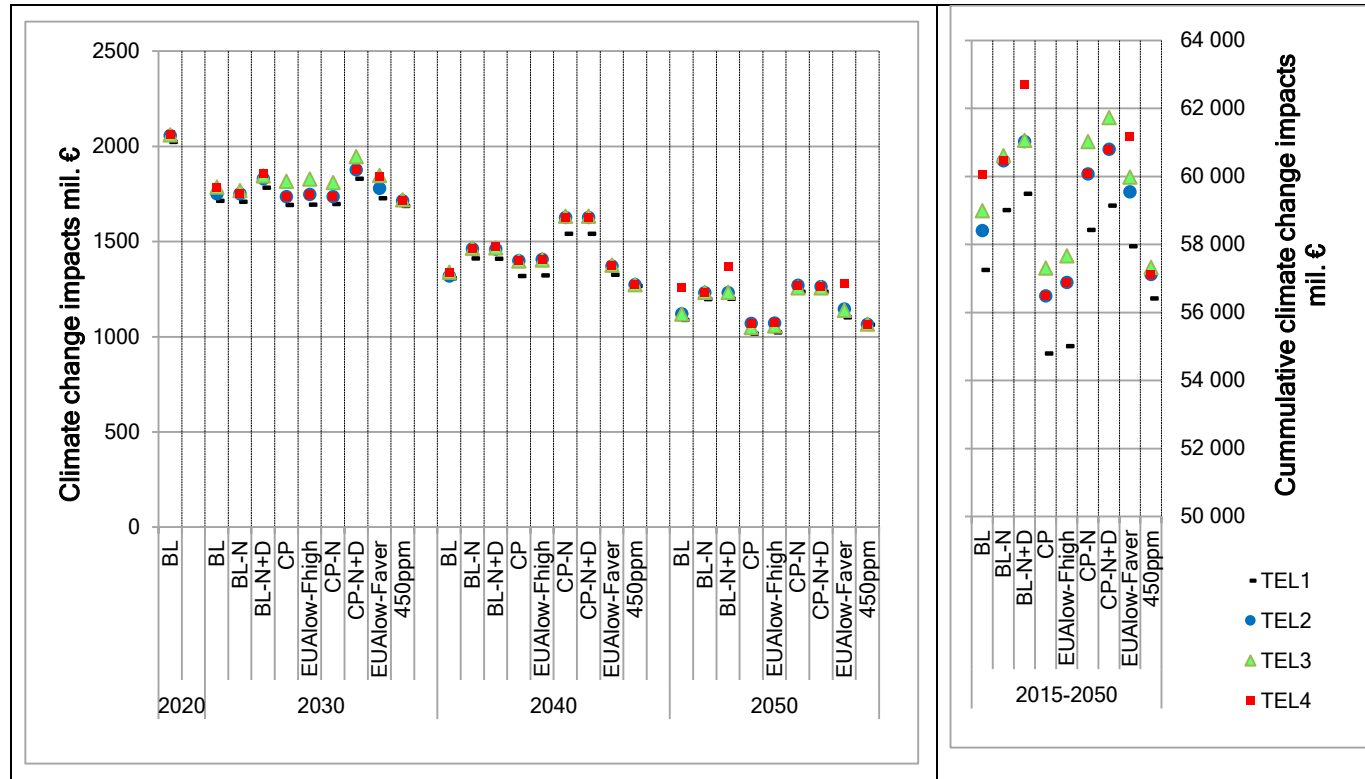 Climate change impacts mil. €
2500
2000
1500
1000
500
0
BL
BL
BL-N
BL-N+D
CP
EUAlow-Fhigh
CP-N
CP-N+D
EUAlow-Faver
450ppm
BL
BL-N
BL-N+D
CP
EUAlow-Fhigh
CP-N
CP-N+D
EUAlow-Faver
450ppm
BL
BL-N
BL-N+D
CP
EUAlow-Fhigh
CP-N
CP-N+D
EUAlow-Faver
450ppm
2020
2030
2040
2050
64 000
62 000
60 000
58 000
56 000
54 000
52 000
50 000
Cummulative climate change impacts
mil. €
BL
BL-N
BL-N+D
CP
EUAlow-Fhigh
CP-N
CP-N+D
EUAlow-Faver
450ppm
2015-2050
TEL1
TEL2
TEL3
TEL4